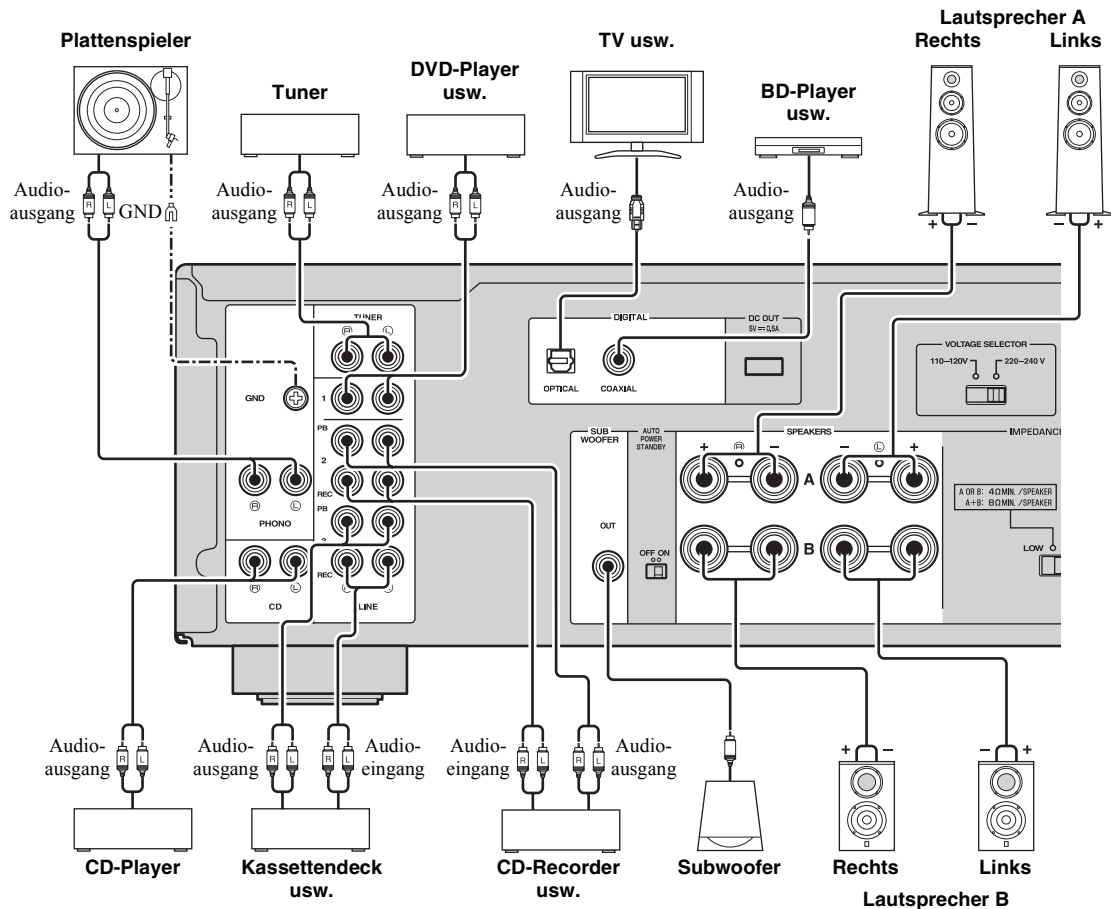 Lautsprecher A
Rechts Links
Plattenspieler
Tuner
DVD-Player
usw.
TV usw.
BD-Player
usw.
Audio-
ausgang
R L
GND
Audio-
ausgang
R L
Audio-
ausgang
R L
Audio-
ausgang
Audio-
ausgang
+ −
− +
TUNER
R L
GND
1
PB
2
REC
PB
REC
R L
PHONO
R L
CD
LINE
DIGITAL
OPTICAL
COAXIAL
DC OUT
5V 0,5A
VOLTAGE SELECTOR
110–120V
220–240 V
SUB
WOOFER
OUT
AUTO
POWER
STANDBY
OFF ON
SPEAKERS
+ R − − L +
A
B
IMPEDANCE
A OR B: 4ΩMIN. /SPEAKER
A+B: 8ΩMIN. /SPEAKER
LOW
Audio-
ausgang
R L
Audio-
ausgang
R L
Audio-
eingang
R L
Audio-
eingang
R L
Audio-
ausgang
R L
+ −
− +
CD-Player
Kassettendeck
usw.
CD-Recorder
usw.
Subwoofer
Rechts
Links
Lautsprecher B